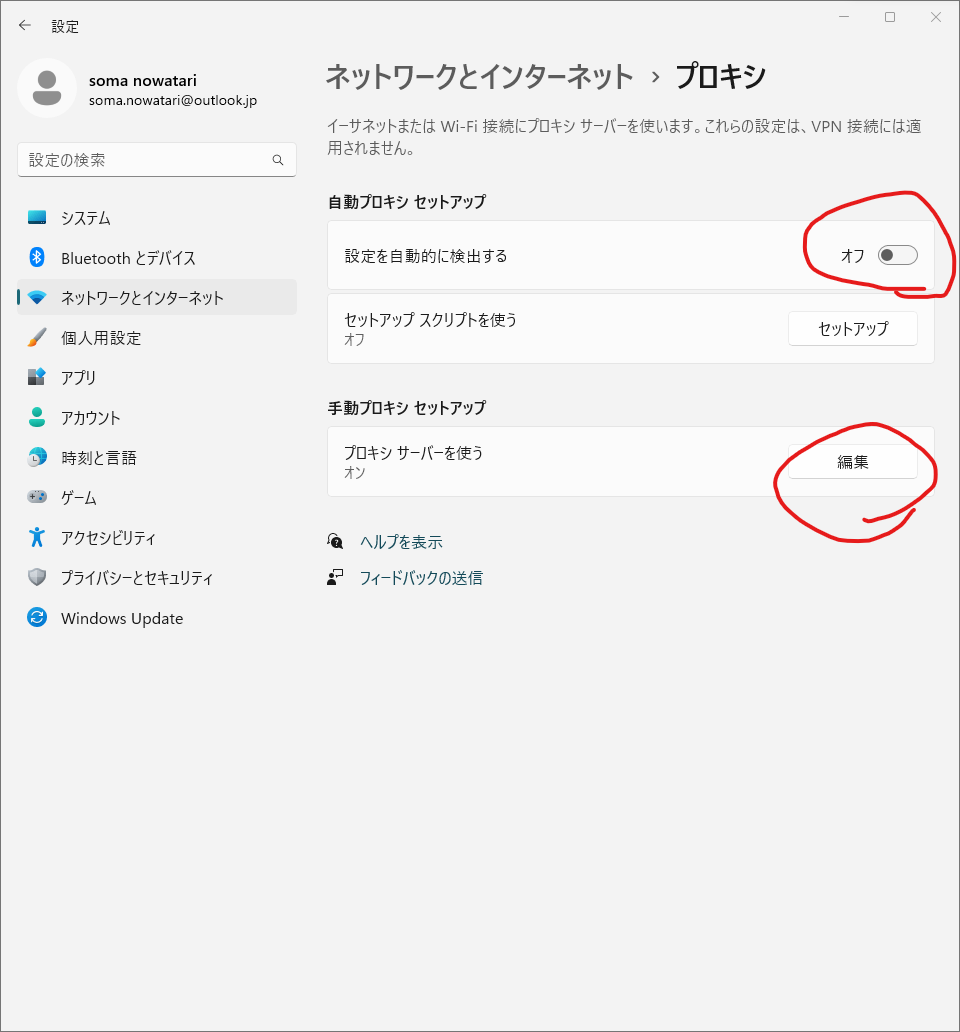 設定
soma nowatari
soma.nowatari@outlook.jp
設定の検索
システム
Bluetooth とデバイス
ネットワークとインターネット
個人用設定
アプリ
アカウント
時刻と言語
ゲーム
アクセシビリティ
プライバシーとセキュリティ
Windows Update
ネットワークとインターネット › プロキシ
イーサネットまたは Wi-Fi 接続にプロキシ サーバーを使います。これらの設定は、VPN 接続には適
用されません。
自動プロキシ セットアップ
設定を自動的に検出する
オフ
セットアップ スクリプトを使う
オフ
セットアップ
手動プロキシ セットアップ
プロキシ サーバーを使う
オン
編集
ヘルプを表示
フィードバックの送信